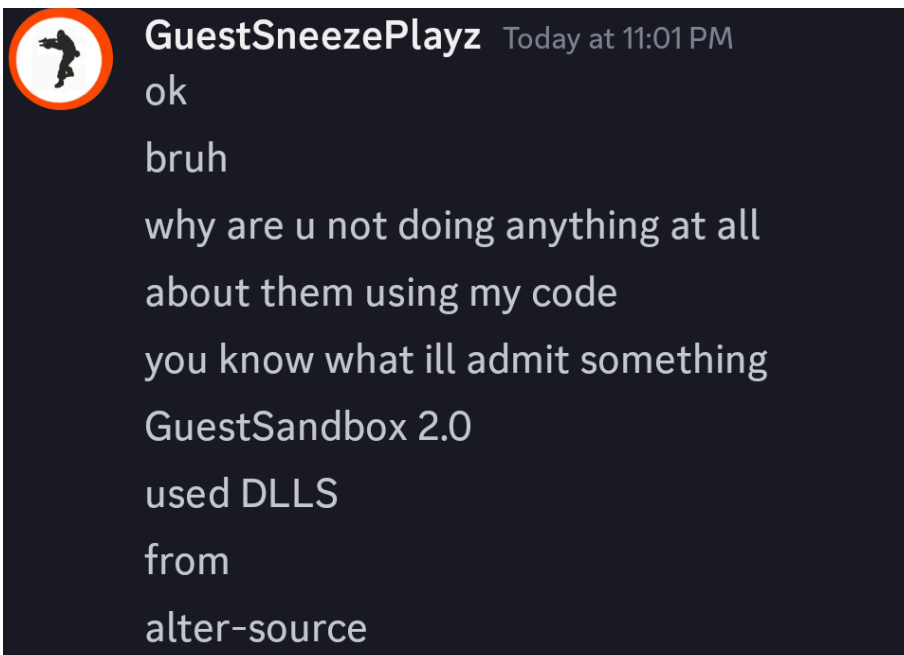 GuestSneezePlayz Today at 11:01 PM
ok
bruh
why are u not doing anything at all
about them using my code
you know what ill admit something
GuestSandbox 2.0
used DLLS
from
alter-source